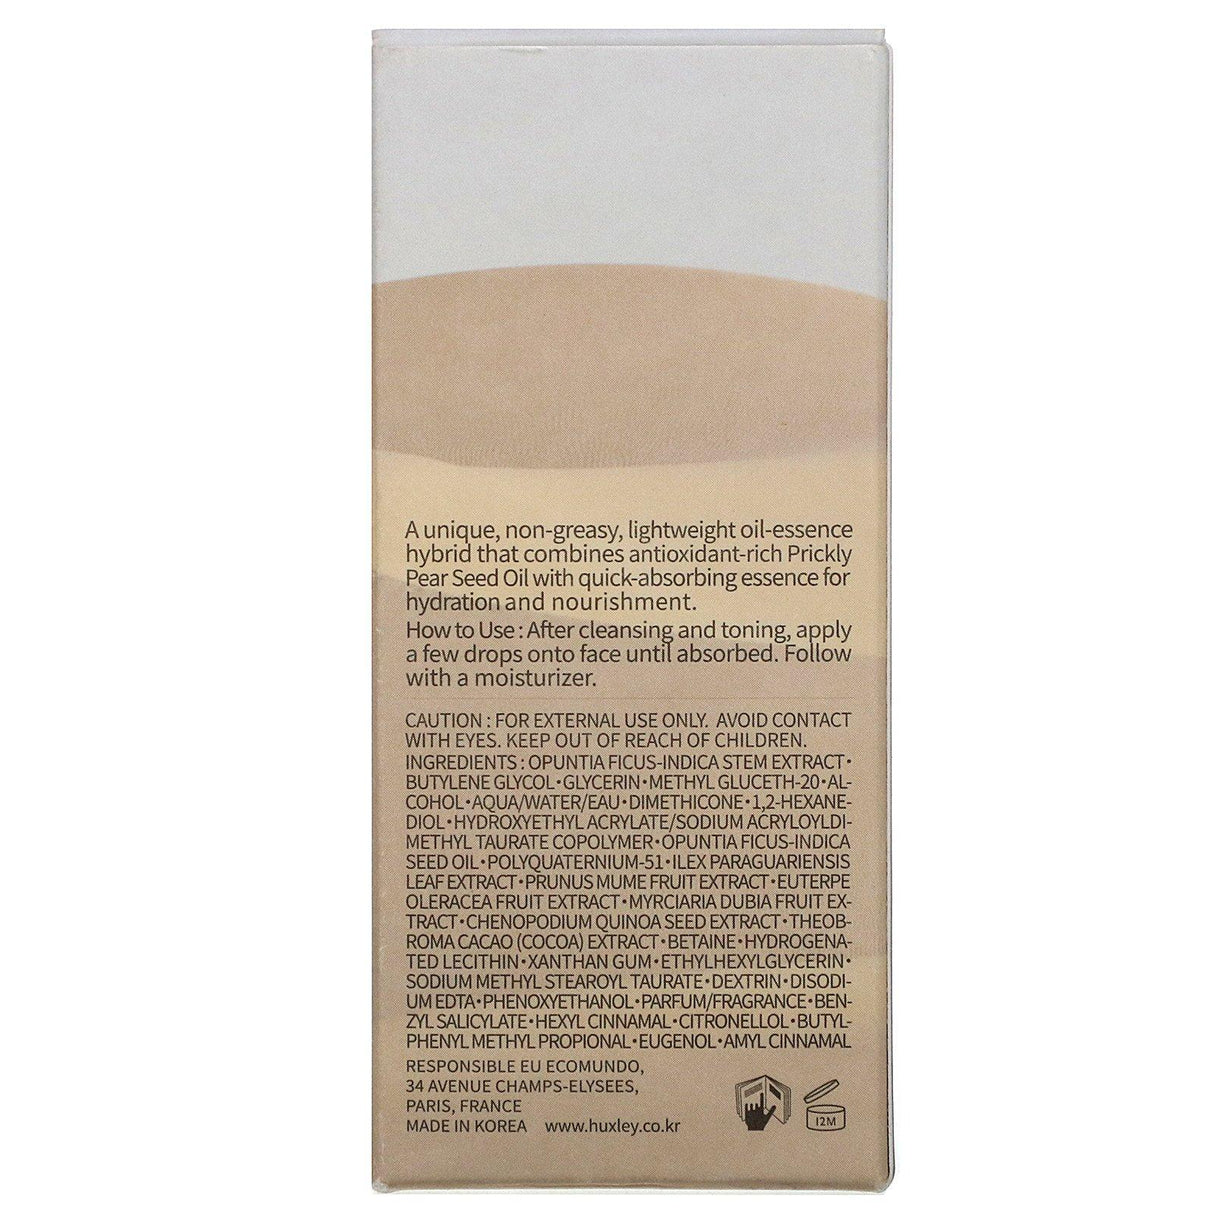 A unique, non-greasy, lightweight oil-essence
hybrid that combines antioxidant-rich Prickly
Pear Seed Oil with quick-absorbing essence for
hydration and nourishment.
How to Use : After cleansing and toning, apply
a few drops onto face until absorbed. Follow
with a moisturizer.
CAUTION : FOR EXTERNAL USE ONLY. AVOID CONTACT
WITH EYES. KEEP OUT OF REACH OF CHILDREN.
INGREDIENTS : OPUNTIA FICUS-INDICA STEM EXTRACT•
BUTYLENE GLYCOL•GLYCERIN•METHYL GLUCETH-20•AL-
COHOL•AQUA/WATER/EAU•DIMETHICONE•1,2-HEXANE-
DIOL•HYDROXYETHYL ACRYLATE/SODIUM ACRYLOYLDI-
METHYL TAURATE COPOLYMER•OPUNTIA FICUS-INDICA
SEED OIL•POLYQUATERNIUM-51•ILEX PARAGUARIENSIS
LEAF EXTRACT•PRUNUS MUME FRUIT EXTRACT•EUTERPE
OLERACEA FRUIT EXTRACT•MYRCIARIA DUBIA FRUIT EX-
TRACT•CHENOPODIUM QUINOA SEED EXTRACT•THEOB-
ROMA CACAO (COCOA) EXTRACT•BETAINE•HYDROGENA-
TED LECITHIN•XANTHAN GUM•ETHYLHEXYLGLYCERIN•
SODIUM METHYL STEAROYL TAURATE•DEXTRIN•DISODI-
UM EDTA•PHENOXYETHANOL•PARFUM/FRAGRANCE•BEN-
ZYL SALICYLATE•HEXYL CINNAMAL•CITRONELLOL•BUTYL-
PHENYL METHYL PROPIONAL•EUGENOL•AMYL CINNAMAL
RESPONSIBLE EU ECOMUNDO,
34 AVENUE CHAMPS-ELYSEES,
PARIS, FRANCE
MADE IN KOREA www.huxley.co.kr
12M